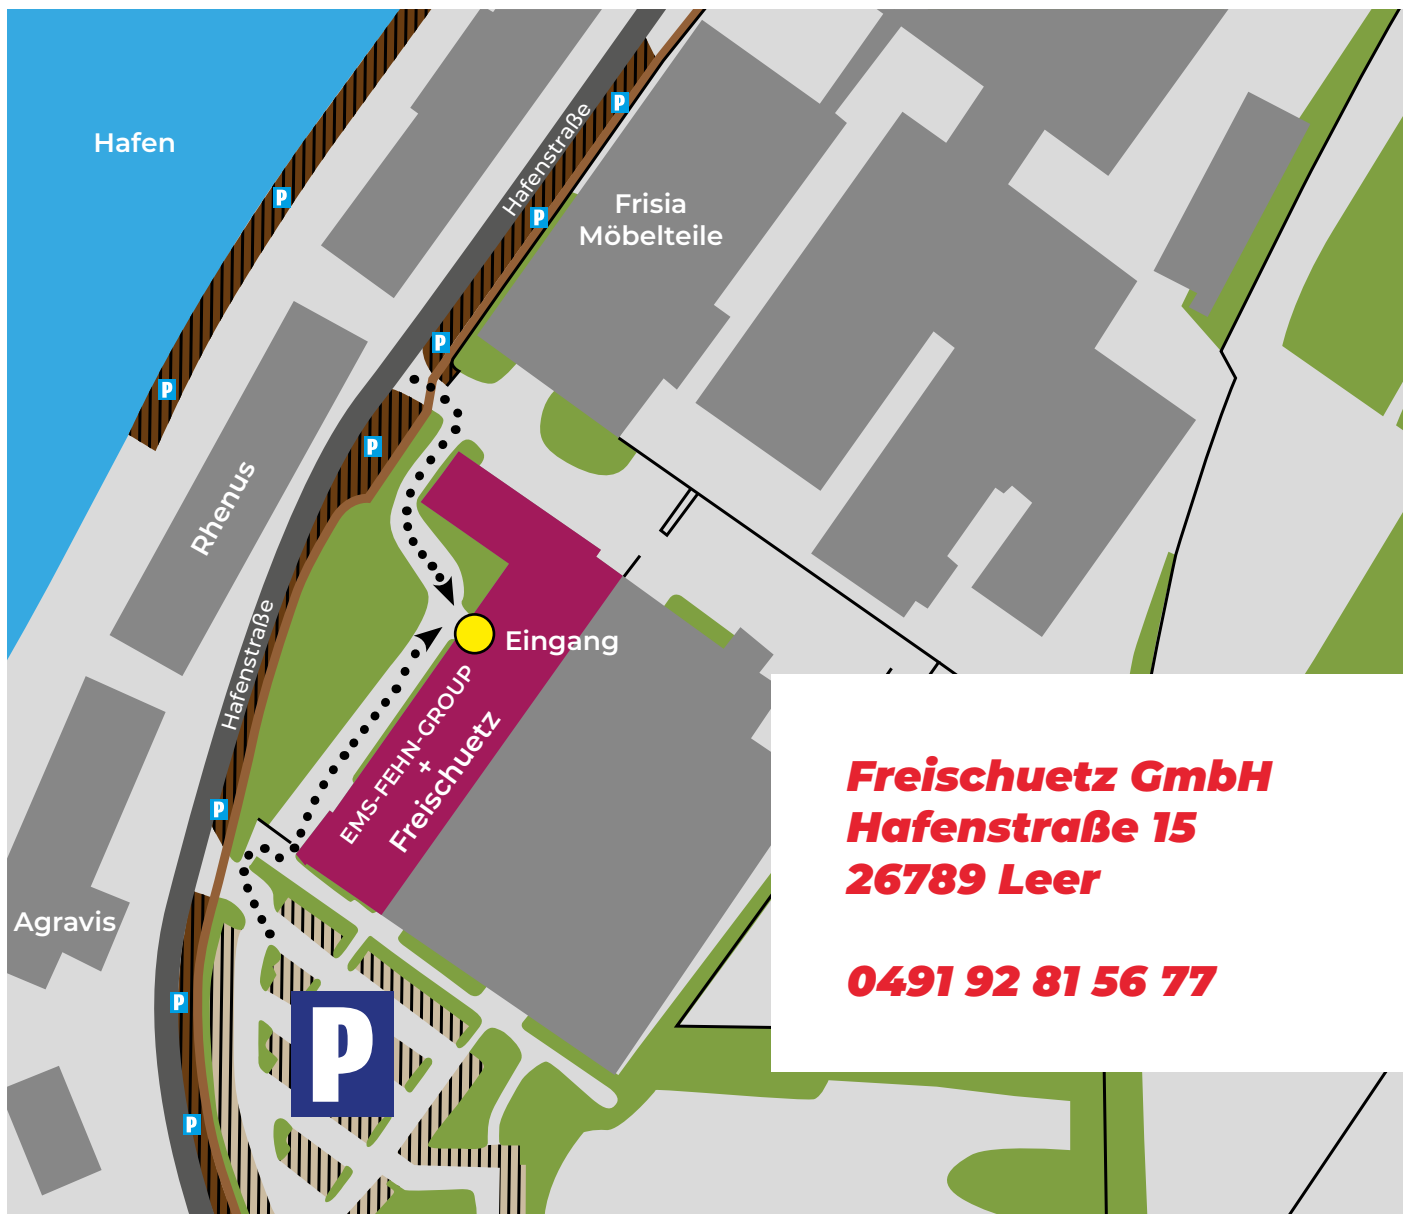 P
Hafenstraße
Hafen
P
Frisia
Möbelteile
P
P
P
P
Rhenus
Hafenstraße
Eingang
EMS-FEHN-GROUP
+
Freischuetz
P
Agravis
P
P
P
Freischuetz GmbH
Hafenstraße 15
26789 Leer
0491 92 81 56 77